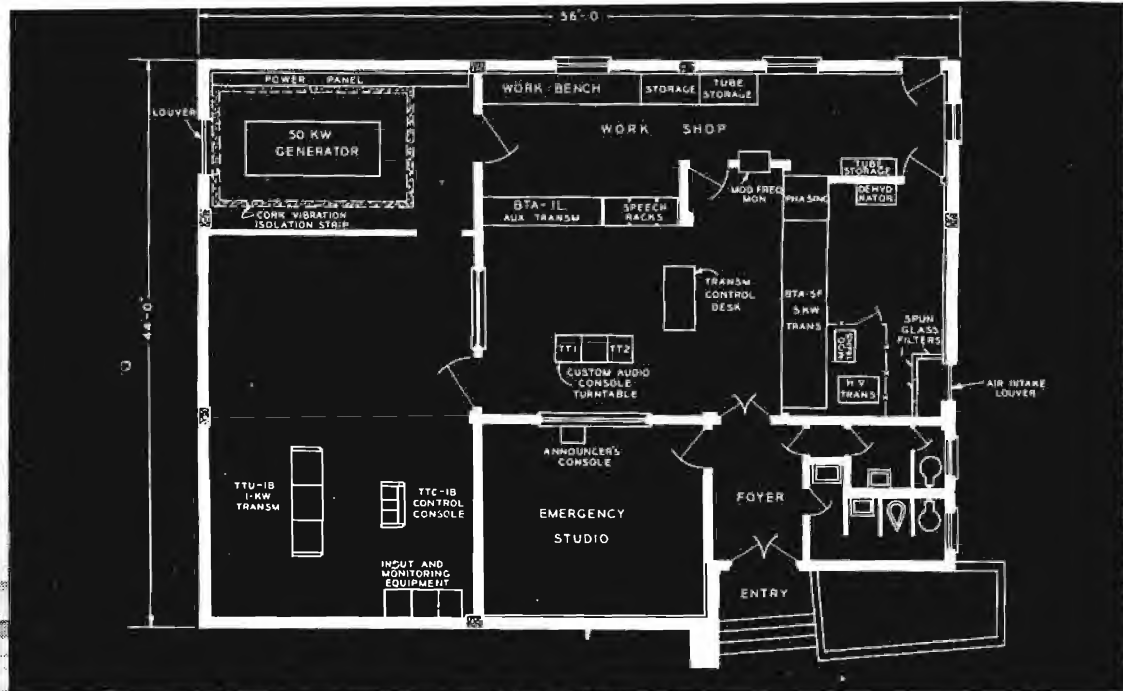 56'-0
POWER PANEL
LOUVER
50 KW
GENERATOR
CORK VIBRATION
ISOLATION STRIP
WORK BENCH
STORAGE
TUBE
STORAGE
WORK SHOP
MOD FREQ
MON
TUBE
STORAGE
DEHYD
NATOR
PHASING
BTA-1L
AUX TRANSM
SPEECH
RACKS
44'-0"
TRANSM
CONTROL
DESK
BTA-5F
5 KW
TRANS
MOD
TRANS
H V
TRANS
SPUN
GLASS
FILTERS
AIR INTAKE
LOUVER
TT1
TT2
CUSTOM AUDIO
CONSOLE
TURNTABLE
ANNOUNCER'S
CONSOLE
TTU-1B
1-KW
TRANSM
TTC-1B
CONTROL
CONSOLE
INPUT AND
MONITORING
EQUIPMENT
EMERGENCY
STUDIO
FOYER
ENTRY